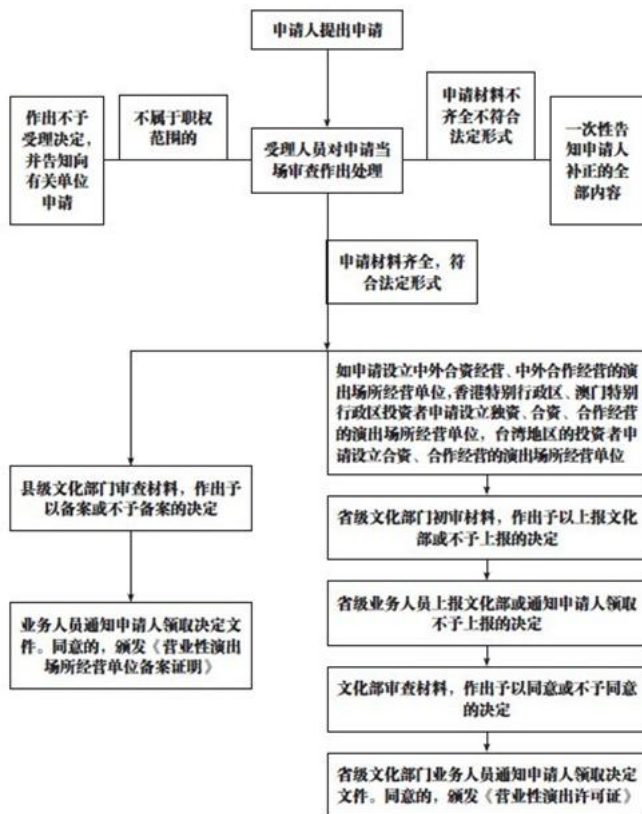 申请人提出申请
作出不予
受理决定，
并告知向
有关单位
申请
不属于职权
范围的
受理人员对申请当
场审查作出处理
申请材料不
齐全不符合
法定形式
一次性告
知申请人
补正的全
部内容
申请材料齐全，符
合法定形式
县级文化部门审查材料，作出予
以备案或不予备案的决定
业务人员通知申请人领取决定文
件。同意的，颁发《营业性演出
场所经营单位备案证明》
如申请设立中外合资经营、中外合作经营的演
出场所经营单位，香港特别行政区、澳门特别
行政区投资者申请设立独资、合资、合作经营
的演出场所经营单位，台湾地区的投资者申
请设立合资、合作经营的演出场所经营单位
省级文化部门初审材料，作出予以上报文化
部或不予上报的决定
省级业务人员上报文化部或通知申请人领取
不予上报的决定
文化部审查材料，作出予以同意或不予同意
的决定
省级文化部门业务人员通知申请人领取决定
文件。同意的，颁发《营业性演出许可证》